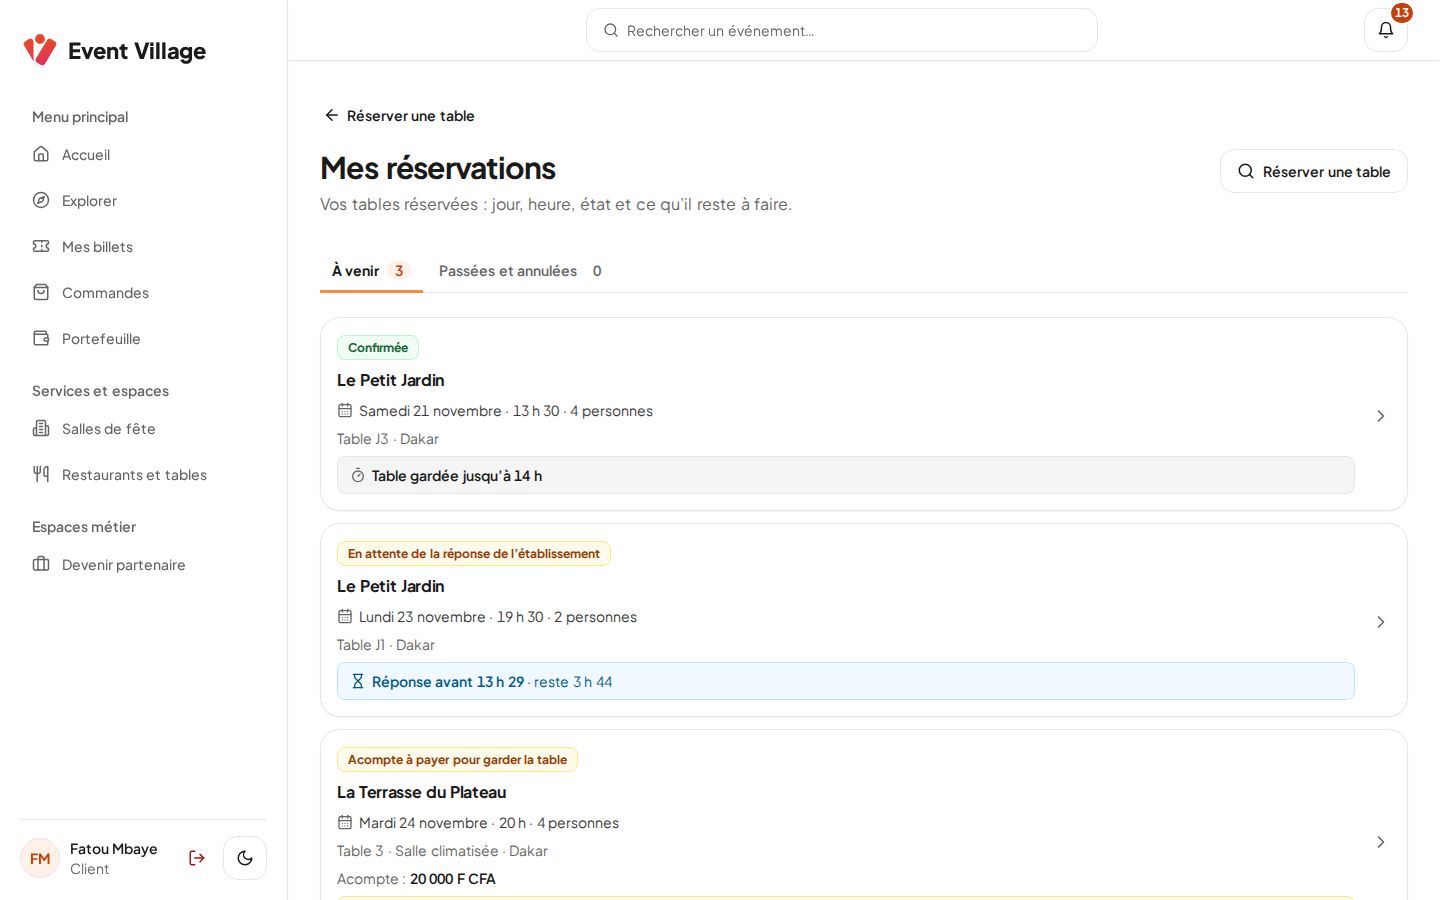 Event Village
Rechercher un événement…
13
Menu principal
Accueil
Explorer
Mes billets
Commandes
Portefeuille
Services et espaces
Salles de fête
Restaurants et tables
Espaces métier
Devenir partenaire
FM
Fatou Mbaye
Client
Réserver une table
Mes réservations
Vos tables réservées : jour, heure, état et ce qu’il reste à faire.
Réserver une table
À venir 3 Passées et annulées 0
Confirmée
Le Petit Jardin
Samedi 21 novembre · 13 h 30 · 4 personnes
Table J3 · Dakar
Table gardée jusqu’à 14 h
En attente de la réponse de l’établissement
Le Petit Jardin
Lundi 23 novembre · 19 h 30 · 2 personnes
Table J1 · Dakar
Réponse avant 13 h 29 · reste 3 h 44
Acompte à payer pour garder la table
La Terrasse du Plateau
Mardi 24 novembre · 20 h · 4 personnes
Table 3 · Salle climatisée · Dakar
Acompte : 20 000 F CFA